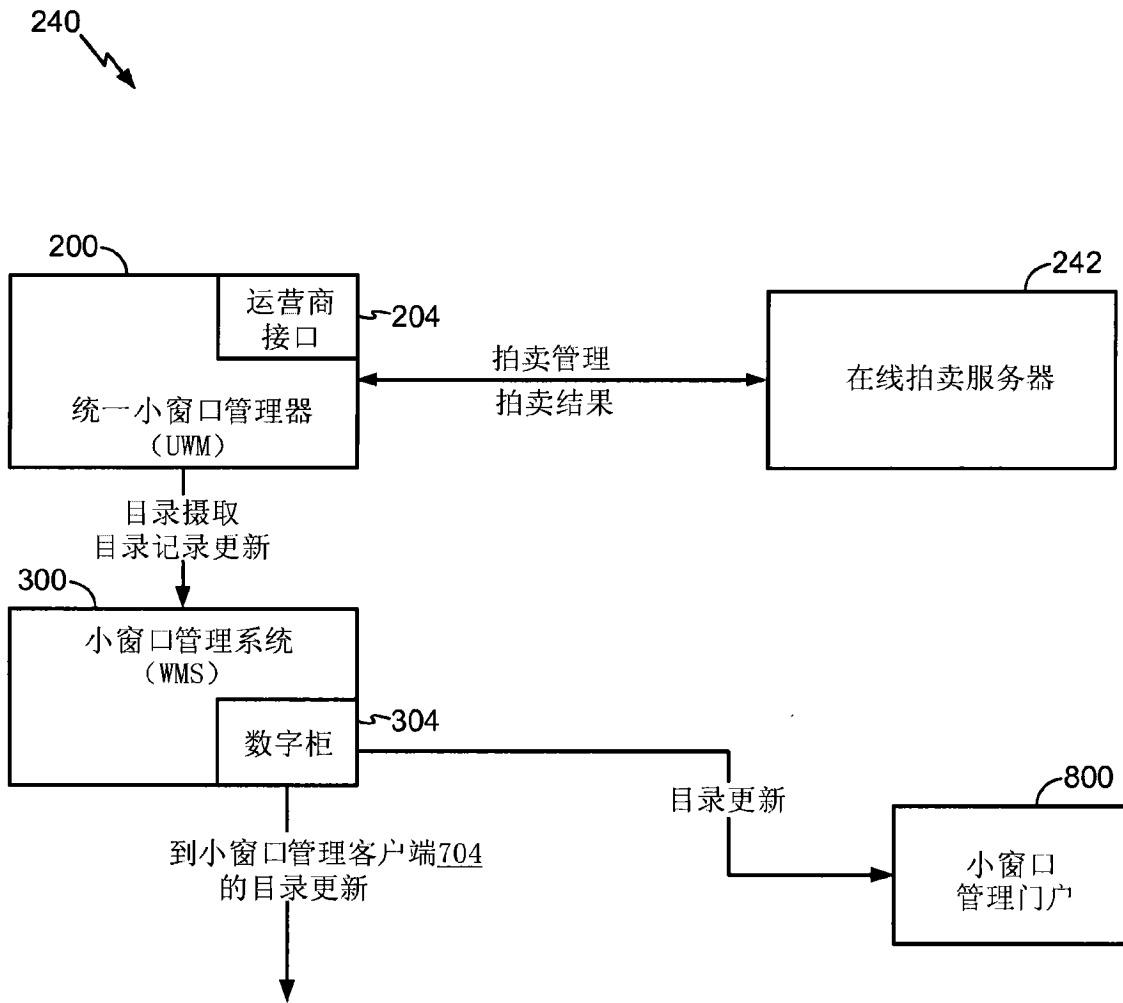 240
200
运营商
接口
204
统一小窗口管理器
(UWM)
拍卖管理
拍卖结果
242
在线拍卖服务器
目录摄取
目录记录更新
300
小窗口管理系统
(WMS)
304
数字柜
目录更新
800
小窗口
管理门户
到小窗口管理客户端704
的目录更新